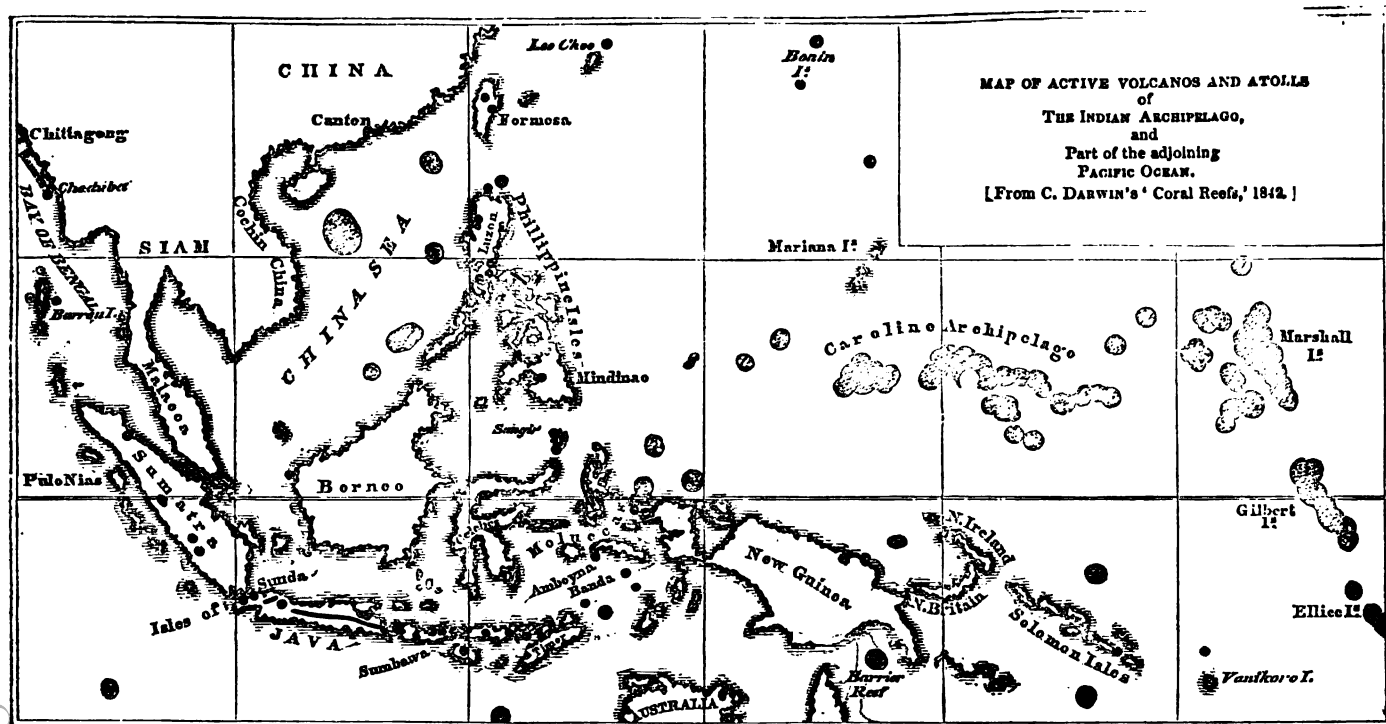 MAP OF ACTIVE VOLCANOS AND ATOLLS
of
THE INDIAN ARCHIPELAGO,
and
Part of the adjoining
PACIFIC OCEAN.
[From C. DARWIN'S 'Coral Reefs,' 1842.]
CHINA
Loo Choo
Bonin
Is
Canton
Formosa
Chittagong
Cheduba
BAY OF BENGAL
SIAM
Cochin China
CHINA SEA
Luzon
Phillippine Isles
Mariana Is
Barren I.
Malacca
Mindinao
Caroline Archipelago
Marshall
Is
Sangir
Pulo Nias
Sumatra
Borneo
Gilbert
Is
N. Ireland
New Guinea
Amboyna
Banda
N. Britain
Isles of Sunda
JAVA
Solomon Isles
Ellice Is
Sumbawa
Timor
Barrier
Reef
Vanikoro I.
AUSTRALIA